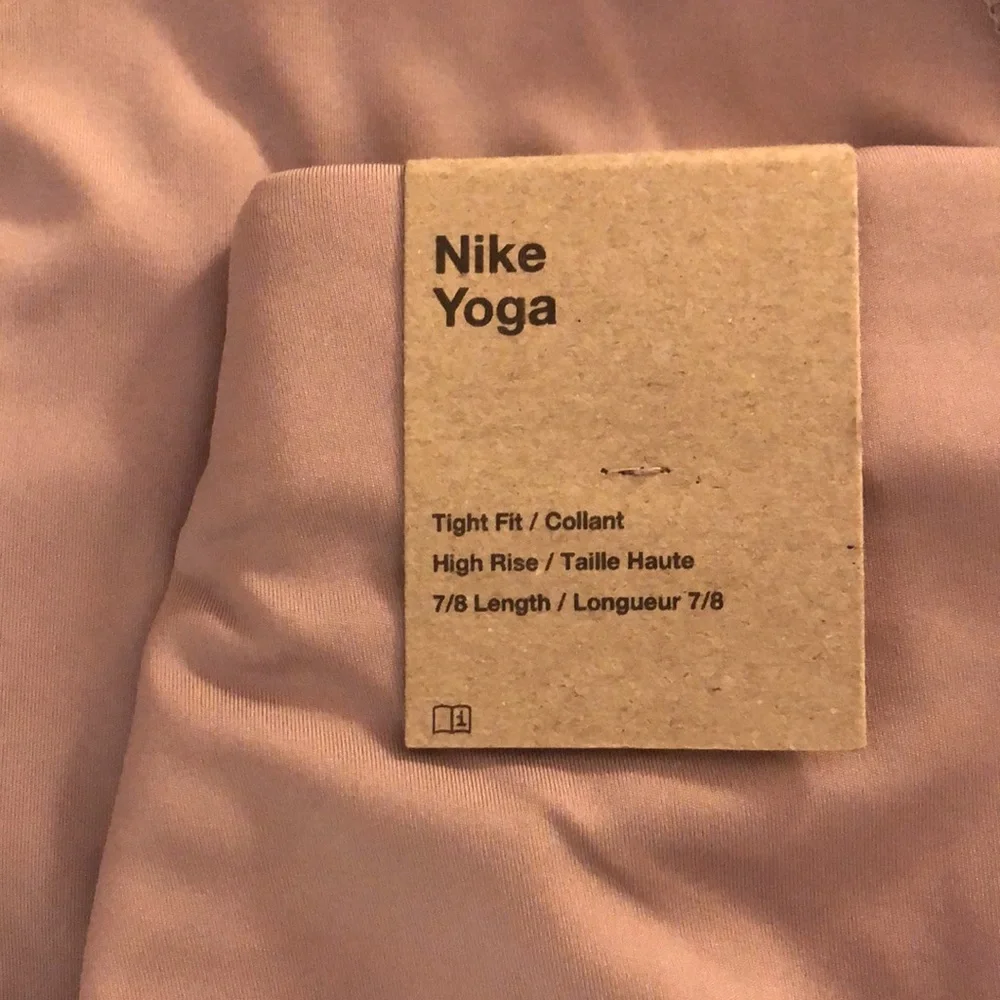 Nike
Yoga
Tight Fit / Collant
High Rise / Taille Haute
7/8 Length / Longueur 7/8
i